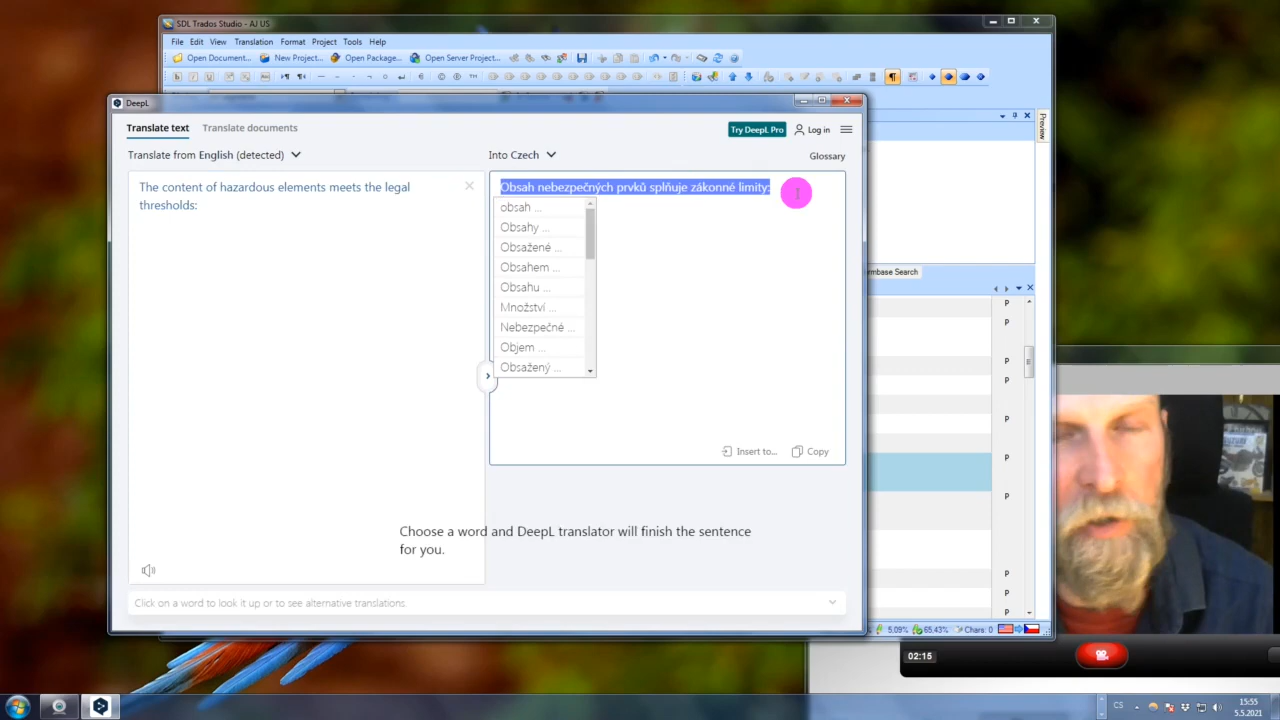 SDL Trados Studio - AJ US
File Edit View Translation Format Project Tools Help
Open Document... New Project... Open Package... Open Server Project...
DeepL
Translate text Translate documents
Try DeepL Pro Log in
Translate from English (detected)
Into Czech
Glossary
Preview
The content of hazardous elements meets the legal
thresholds:
Obsah nebezpečných prvků splňuje zákonné limity:
obsah ...
Obsahy ...
Obsažené ...
Obsahem ...
Obsahu ...
Množství ...
Nebezpečné ...
Objem ...
Obsažený ...
rmbase Search
P
P
P
P
P
P
P
P
P
P
Insert to... Copy
Choose a word and DeepL translator will finish the sentence
for you.
Click on a word to look it up or to see alternative translations.
5.09% 65.43% Chars: 0
02:15
CS
15:55
5.5.2021